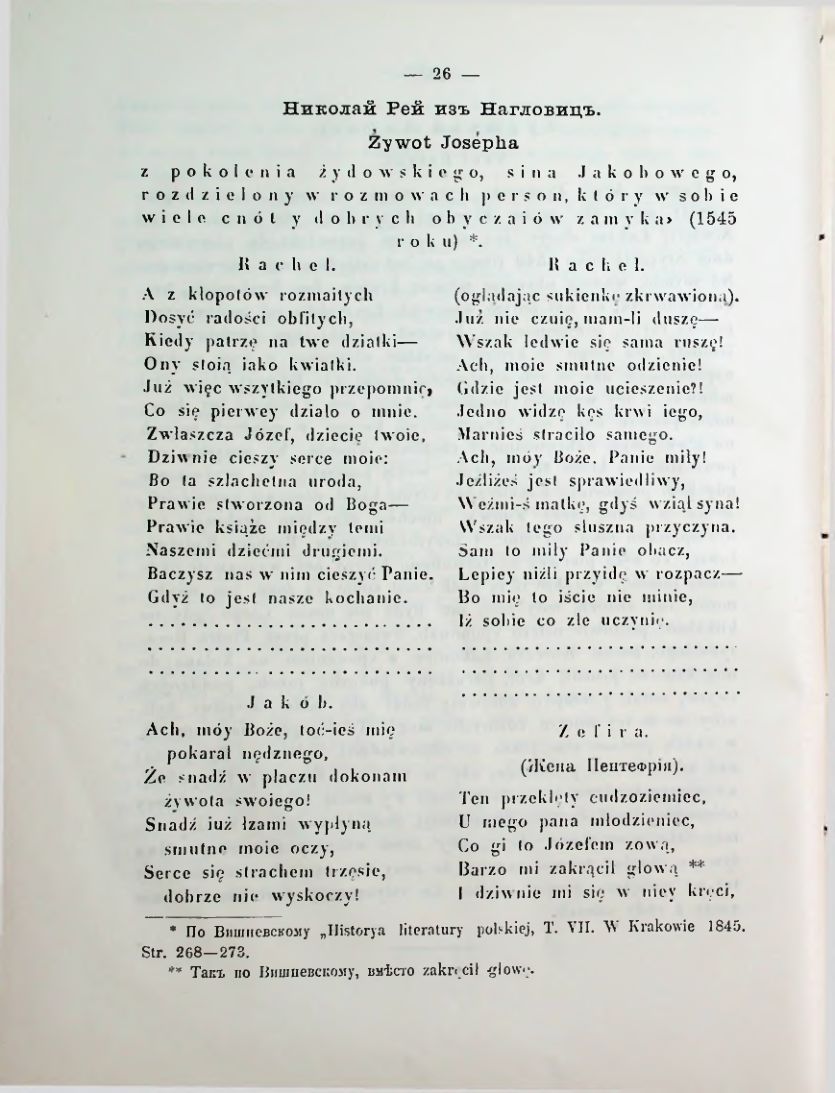 — 26 —
Николай Рей изъ Нагловицъ.
Żywot Josépha
z pokolenia żydowskiego, sina Jakobowego,
rozdzielony w rozmowach person, który w sobie
wiele cnót y dobrych obyczaiów zamyka» (1545
roku) *.
Rachel.
A z kłopotów rozmaitych
Dosyć radości obfitych,
Kiedy patrzę na twe dziatki—
Ony stoią iako kwiatki.
Już więc wszytkiego przepomnię,
Co się pierwey działo o mnie.
Zwłaszcza Józef, dziecię twoie,
Dziwnie cieszy serce moie:
Bo ta szlachetna uroda,
Prawie stworzona od Boga—
Prawie książe między temi
Naszemi dziećmi drugiemi.
Baczysz nas w nim cieszyć Panie,
Gdyż to jest nasze kochanie.
. . . . . . . . . . . . . . . . . . . . . . . . . .
. . . . . . . . . . . . . . . . . . . . . . . . . .
. . . . . . . . . . . . . . . . . . . . . . . . . .
Jakób.
Ach, móy Boże, toć-ieś mię
pokarał nędznego,
Że snadź w płaczu dokonam
żywota swoiego!
Snadź iuż łzami wypłyną
smutne moie oczy,
Serce się strachem trzęsie,
dobrze nie wyskoczy!
Rachel.
(oglądając sukienkę zkrwawioną).
Już nie czuię, mam-li duszę—
Wszak ledwie się sama ruszę!
Ach, moie smutne odzienie!
Gdzie jest moie ucieszenie?!
Jedno widzę kęs krwi iego,
Marnieś straciło samego.
Ach, móy Boże, Panie miły!
Jeźliżeś jest sprawiedliwy,
Weźmi-ś matkę, gdyś wziął syna!
Wszak tego słuszna przyczyna.
Sam to miły Panie obacz,
Lepiey niźli przyidę w rozpacz—
Bo mię to iście nie minie,
Iż sobie co złe uczynię.
. . . . . . . . . . . . . . . . . . . . . . . . . .
. . . . . . . . . . . . . . . . . . . . . . . . . .
. . . . . . . . . . . . . . . . . . . . . . . . . .
Zefira.
(Жена Пентефрія).
Ten przeklęty cudzoziemiec,
U mego pana młodzieniec,
Co gi to Józefem zową,
Barzo mi zakrącił głową **
I dziwnie mi się w niey kręci,
* По Вишневскому „Historya literatury polskiej, T. VII. W Krakowie 1845.
Str. 268—273.
** Такъ по Вишневскому, вмѣсто zakręcił głowę.